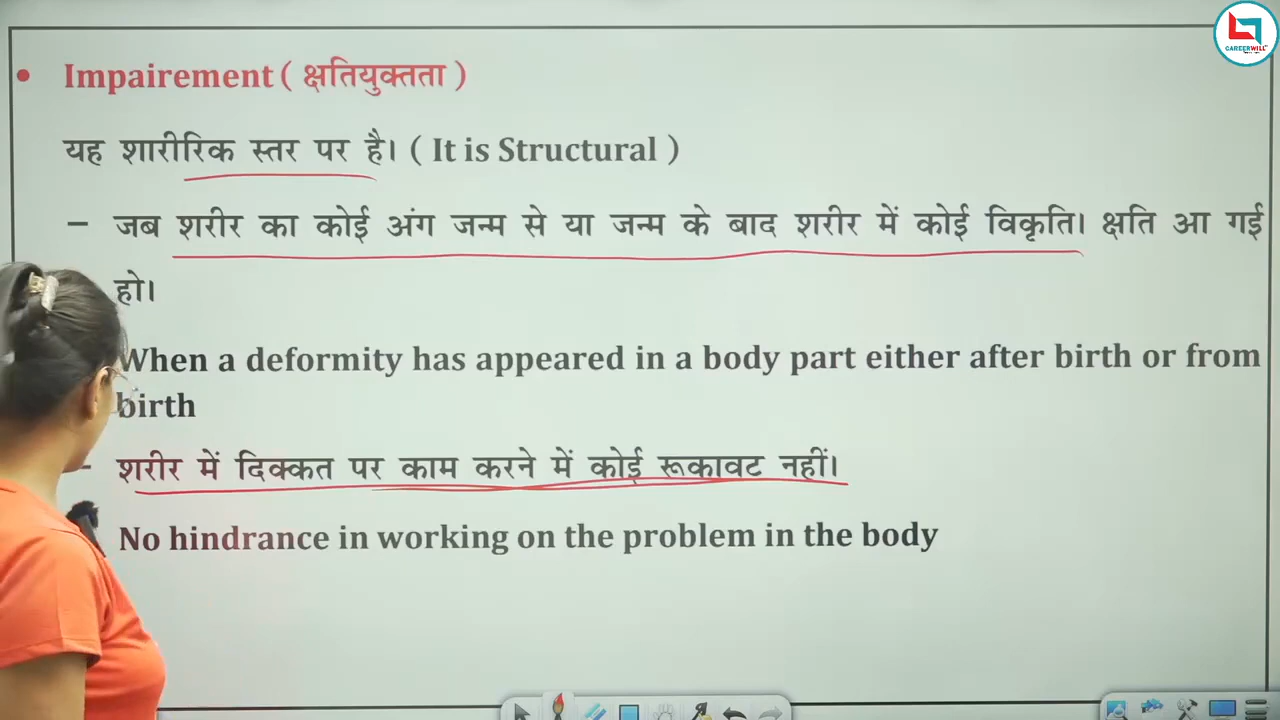 CAREERWILL
• Impairement ( क्षतियुक्तता )
यह शारीरिक स्तर पर है। ( It is Structural )
– जब शरीर का कोई अंग जन्म से या जन्म के बाद शरीर में कोई विकृति। क्षति आ गई
हो।
When a deformity has appeared in a body part either after birth or from
birth
- शरीर में दिक्कत पर काम करने में कोई रूकावट नहीं।
No hindrance in working on the problem in the body